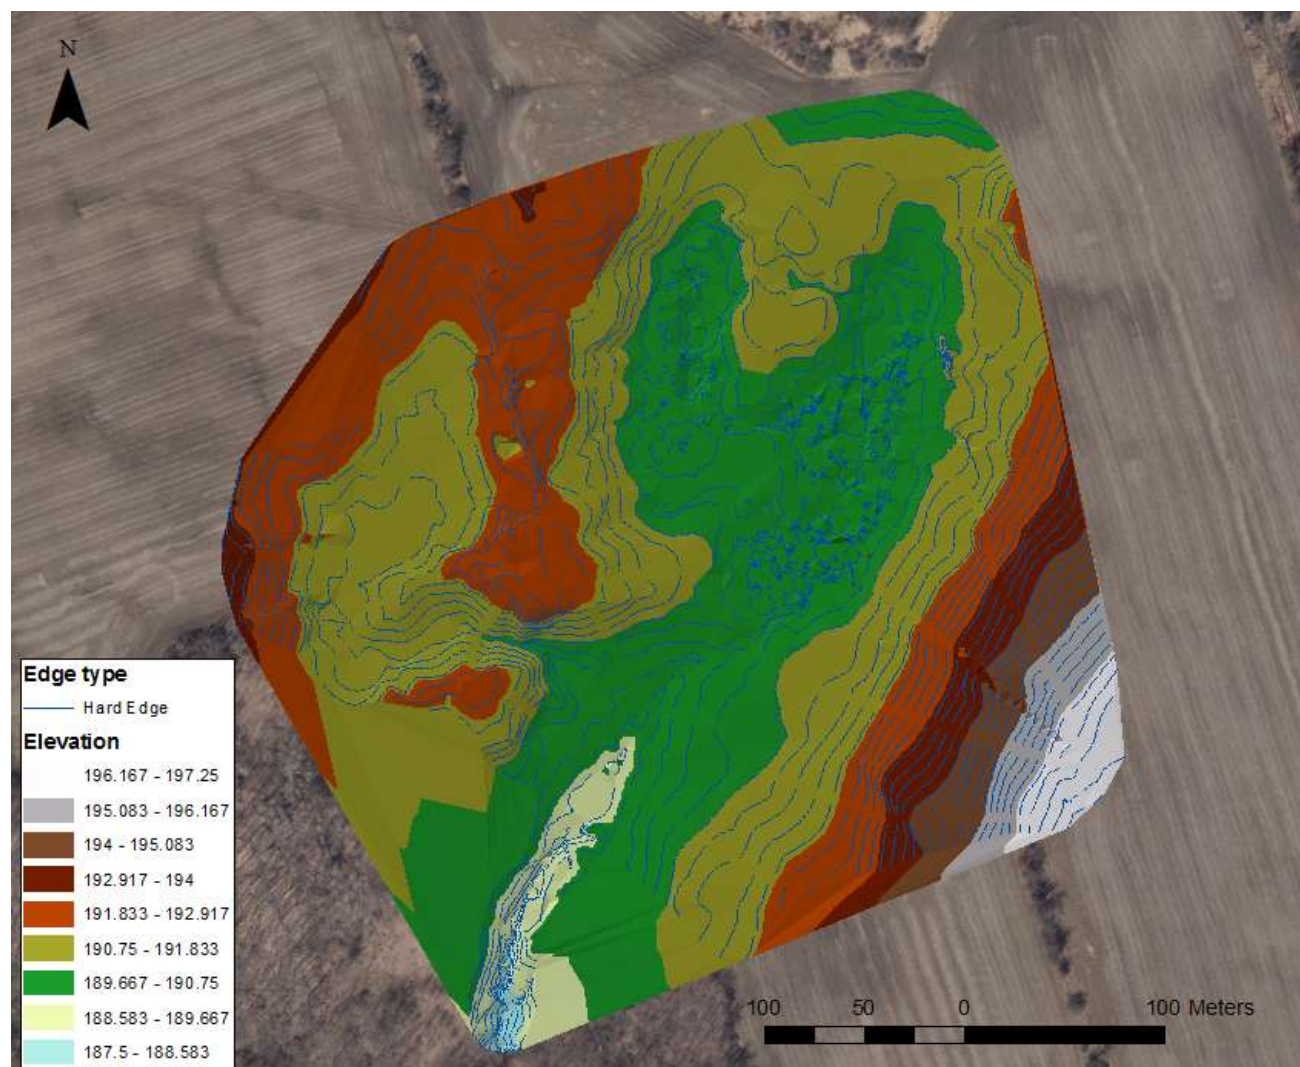 N
Edge type
Hard Edge
Elevation
196.167 - 197.25
195.083 - 196.167
194 - 195.083
192.917 - 194
191.833 - 192.917
190.75 - 191.833
189.667 - 190.75
188.583 - 189.667
187.5 - 188.583
100 50 0 100 Meters